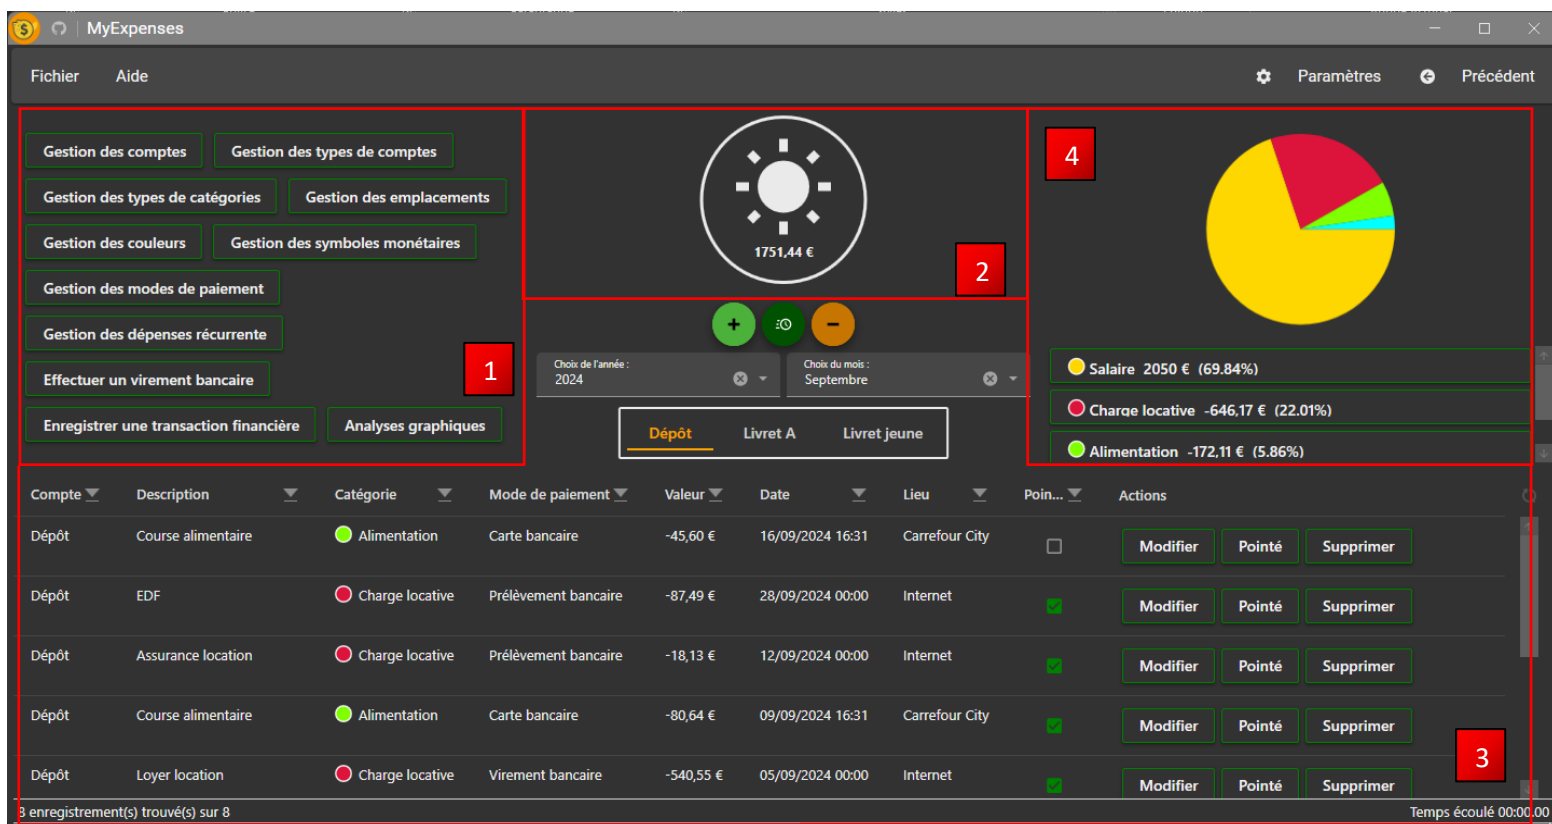 MyExpenses
Fichier Aide Paramètres Précédent
Gestion des comptes Gestion des types de comptes
Gestion des types de catégories Gestion des emplacements
Gestion des couleurs Gestion des symboles monétaires
Gestion des modes de paiement
Gestion des dépenses récurrente
Effectuer un virement bancaire
Enregistrer une transaction financière Analyses graphiques
1
1751,44 €
2
+ −
Choix de l'année : Choix du mois :
2024 Septembre
Dépôt Livret A Livret jeune
4
Salaire 2050 € (69.84%)
Charge locative -646,17 € (22.01%)
Alimentation -172,11 € (5.86%)
Compte Description Catégorie Mode de paiement Valeur Date Lieu Poin... Actions
Dépôt Course alimentaire Alimentation Carte bancaire -45,60 € 16/09/2024 16:31 Carrefour City Modifier Pointé Supprimer
Dépôt EDF Charge locative Prélèvement bancaire -87,49 € 28/09/2024 00:00 Internet Modifier Pointé Supprimer
Dépôt Assurance location Charge locative Prélèvement bancaire -18,13 € 12/09/2024 00:00 Internet Modifier Pointé Supprimer
Dépôt Course alimentaire Alimentation Carte bancaire -80,64 € 09/09/2024 16:31 Carrefour City Modifier Pointé Supprimer
Dépôt Loyer location Charge locative Virement bancaire -540,55 € 05/09/2024 00:00 Internet Modifier Pointé Supprimer
3
8 enregistrement(s) trouvé(s) sur 8 Temps écoulé 00:00.00